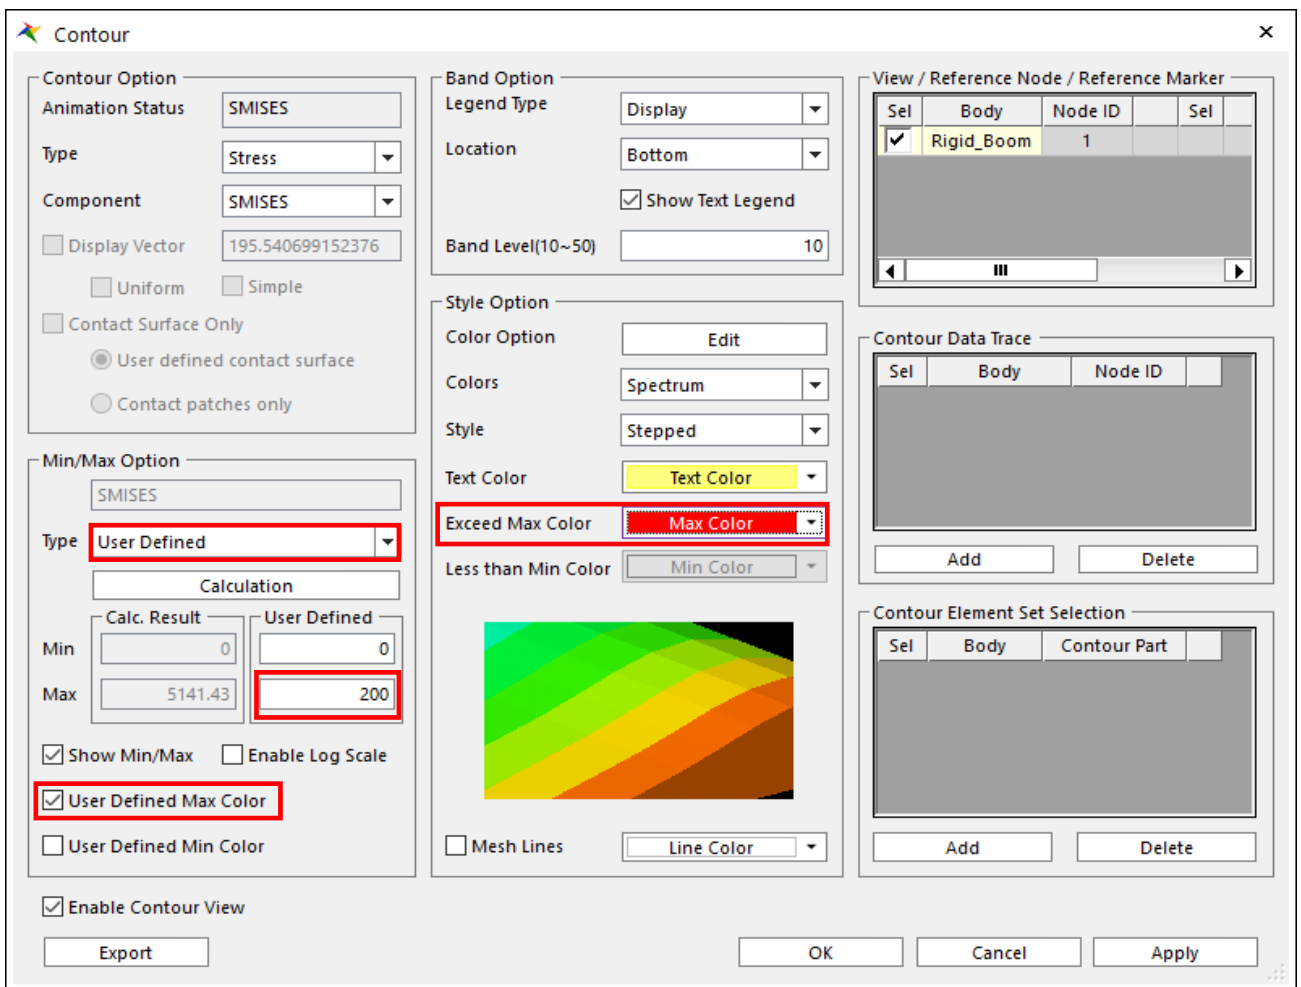 Contour
Contour Option
Animation Status SMISES
Type Stress
Component SMISES
Display Vector 195.540699152376
Uniform Simple
Contact Surface Only
User defined contact surface
Contact patches only
Min/Max Option
SMISES
Type User Defined
Calculation
Calc. Result User Defined
Min 0 0
Max 5141.43 200
Show Min/Max Enable Log Scale
User Defined Max Color
User Defined Min Color
Enable Contour View
Export
Band Option
Legend Type Display
Location Bottom
Show Text Legend
Band Level(10~50) 10
Style Option
Color Option Edit
Colors Spectrum
Style Stepped
Text Color Text Color
Exceed Max Color Max Color
Less than Min Color Min Color
Mesh Lines Line Color
View / Reference Node / Reference Marker
Sel Body Node ID Sel
Rigid_Boom 1
Contour Data Trace
Sel Body Node ID
Add Delete
Contour Element Set Selection
Sel Body Contour Part
Add Delete
OK Cancel Apply